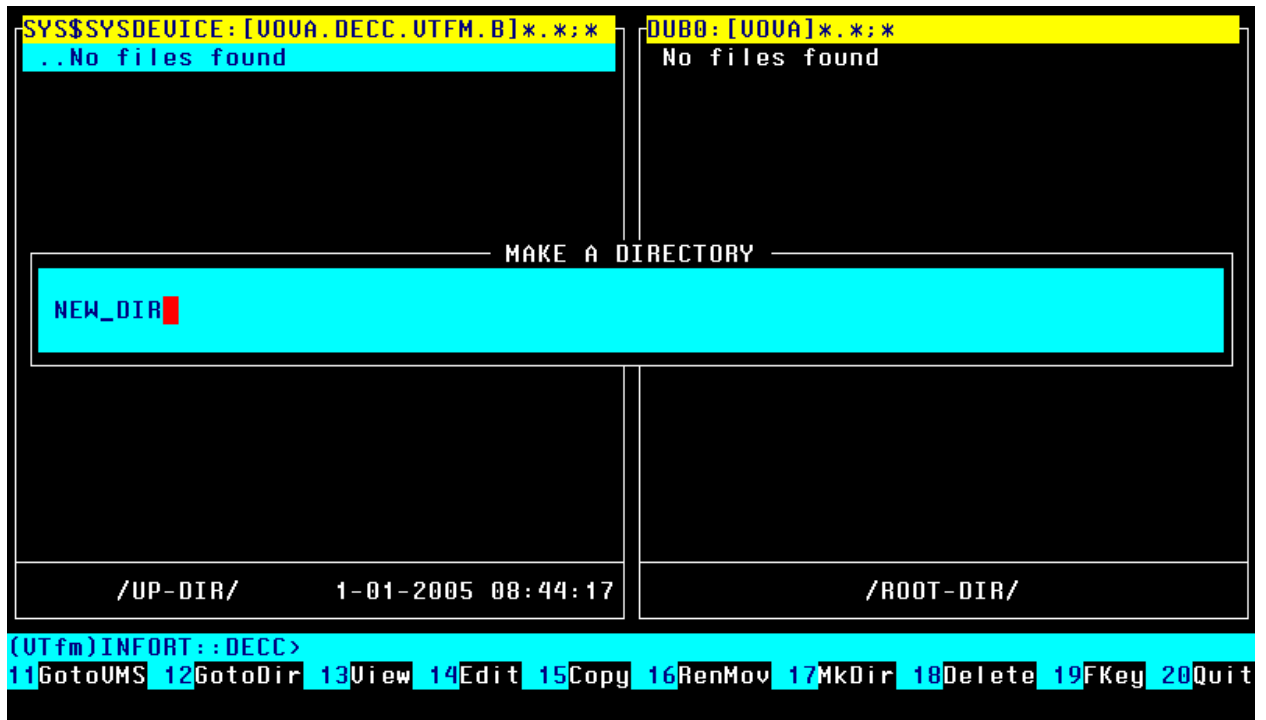 SYS$SYSDEVICE:[VOVA.DECC.VTFM.B]*.*;* DUB0:[VOVA]*.*;*
..No files found No files found
MAKE A DIRECTORY
NEW_DIR
/UP-DIR/ 1-01-2005 08:44:17 /ROOT-DIR/
(VTfm)INFORT::DECC>
11GotoVMS 12GotoDir 13View 14Edit 15Copy 16RenMov 17MkDir 18Delete 19FKey 20Quit